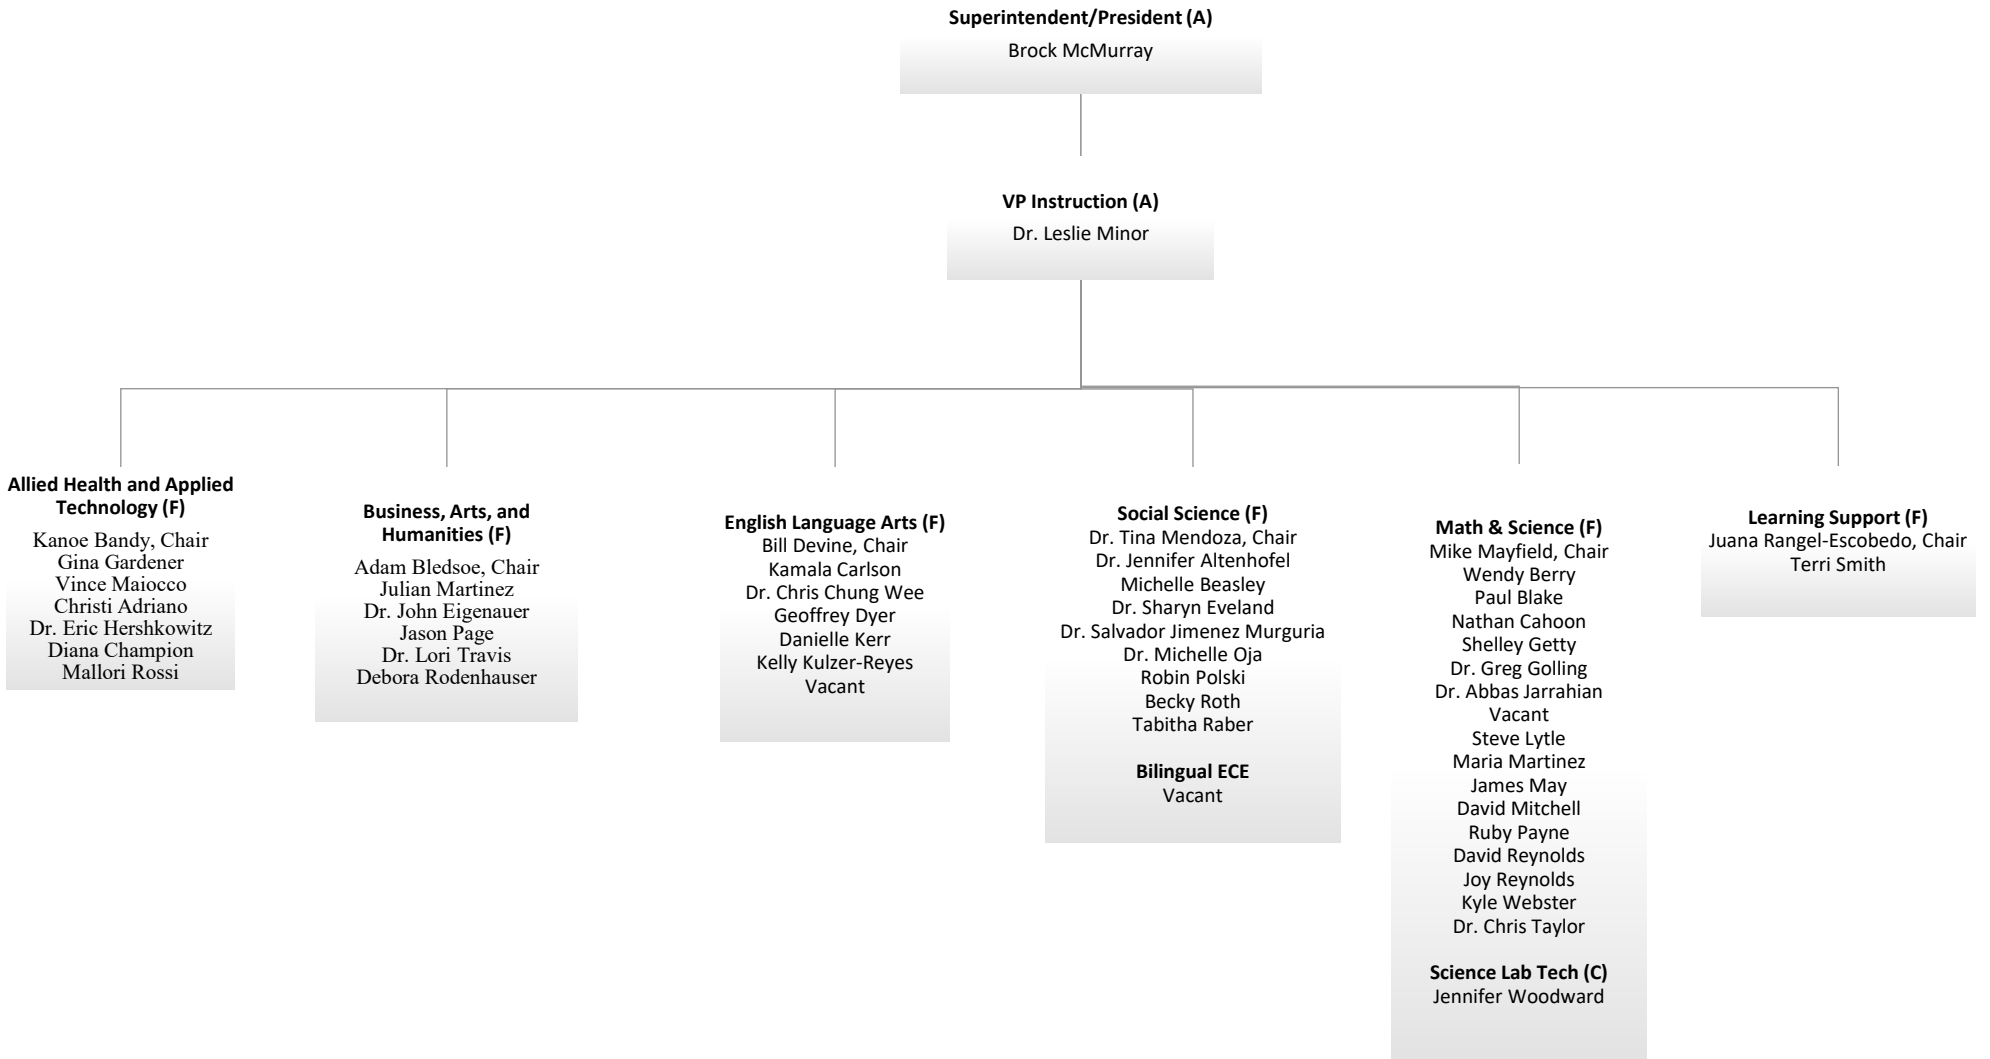 Superintendent/President (A)
Brock McMurray
VP Instruction (A)
Dr. Leslie Minor
Allied Health and Applied
Technology (F)
Kanoe Bandy, Chair
Gina Gardener
Vince Maiocco
Christi Adriano
Dr. Eric Hershkowitz
Diana Champion
Mallori Rossi
Business, Arts, and
Humanities (F)
Adam Bledsoe, Chair
Julian Martinez
Dr. John Eigenauer
Jason Page
Dr. Lori Travis
Debora Rodenhauser
English Language Arts (F)
Bill Devine, Chair
Kamala Carlson
Dr. Chris Chung Wee
Geoffrey Dyer
Danielle Kerr
Kelly Kulzer-Reyes
Vacant
Social Science (F)
Dr. Tina Mendoza, Chair
Dr. Jennifer Altenhofel
Michelle Beasley
Dr. Sharyn Eveland
Dr. Salvador Jimenez Murguria
Dr. Michelle Oja
Robin Polski
Becky Roth
Tabitha Raber
Bilingual ECE
Vacant
Math & Science (F)
Mike Mayfield, Chair
Wendy Berry
Paul Blake
Nathan Cahoon
Shelley Getty
Dr. Greg Golling
Dr. Abbas Jarrahian
Vacant
Steve Lytle
Maria Martinez
James May
David Mitchell
Ruby Payne
David Reynolds
Joy Reynolds
Kyle Webster
Dr. Chris Taylor
Science Lab Tech (C)
Jennifer Woodward
Learning Support (F)
Juana Rangel-Escobedo, Chair
Terri Smith